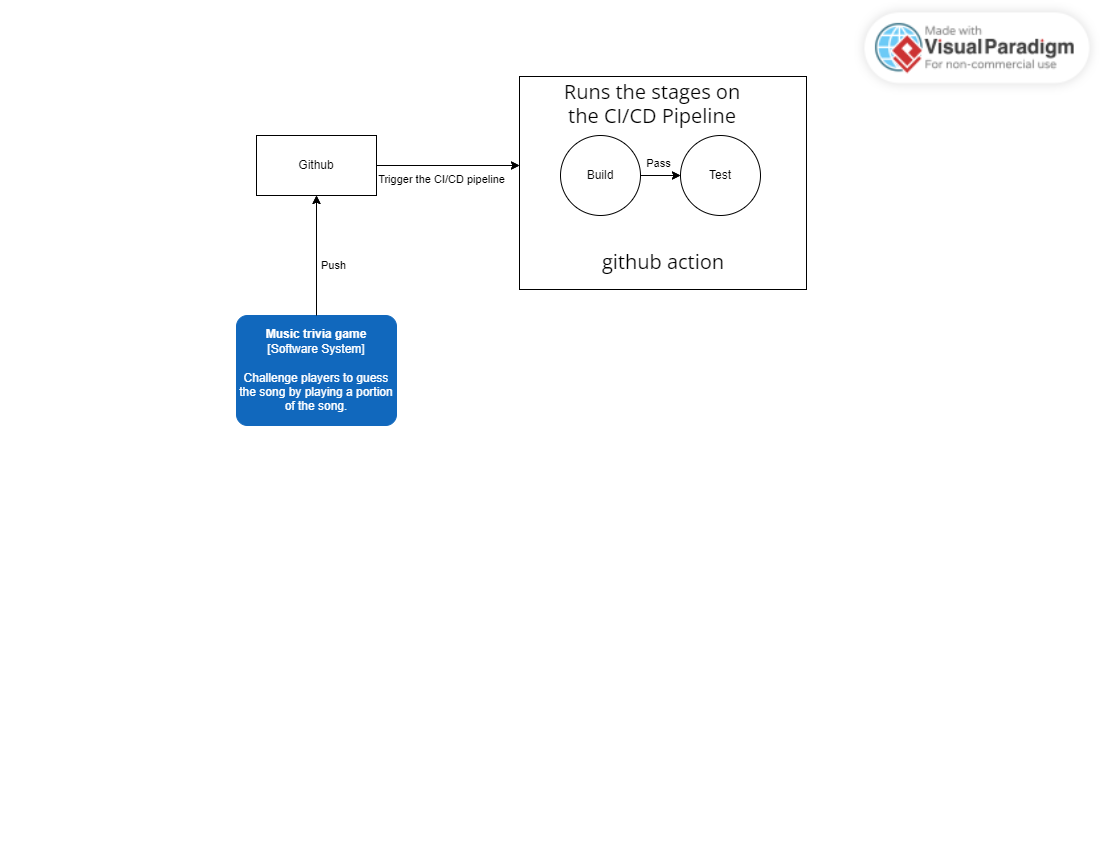 Made with
Visual Paradigm
For non-commercial use
Runs the stages on
the CI/CD Pipeline
Github
Trigger the CI/CD pipeline
Build
Pass
Test
github action
Push
Music trivia game
[Software System]
Challenge players to guess
the song by playing a portion
of the song.